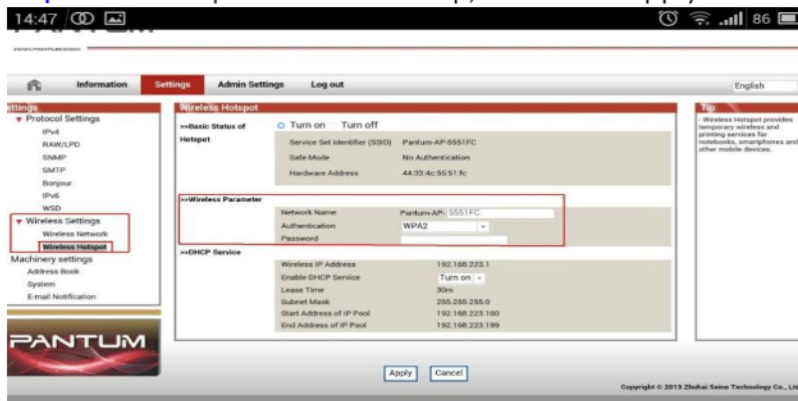 14:47 86
PANTUM
Information Settings Admin Settings Log out English
Settings
Protocol Settings
IPv4
RAW/LPD
SNMP
SMTP
Bonjour
IPv6
WSD
Wireless Settings
Wireless Network
Wireless Hotspot
Machinery settings
Address Book
System
E-mail Notification
PANTUM
Wireless Hotspot
>>Basic Status of Hotspot
Turn on Turn off
Service Set Identifier (SSID) Pantum-AP-5551FC
Safe Mode No Authentication
Hardware Address 44:33:4c:55:51:fc
>>Wireless Parameter
Network Name Pantum-AP- 5551FC
Authentication WPA2
Password
>>DHCP Service
Wireless IP Address 192.168.223.1
Enable DHCP Service Turn on
Lease Time 30m
Subnet Mask 255.255.255.0
Start Address of IP Pool 192.168.223.100
End Address of IP Pool 192.168.223.199
Apply Cancel
Tip
- Wireless Hotspot provides
temporary wireless and
printing services for
notebooks, smartphones and
other mobile devices.
Copyright © 2013 Zhuhai Seine Technology Co., Ltd